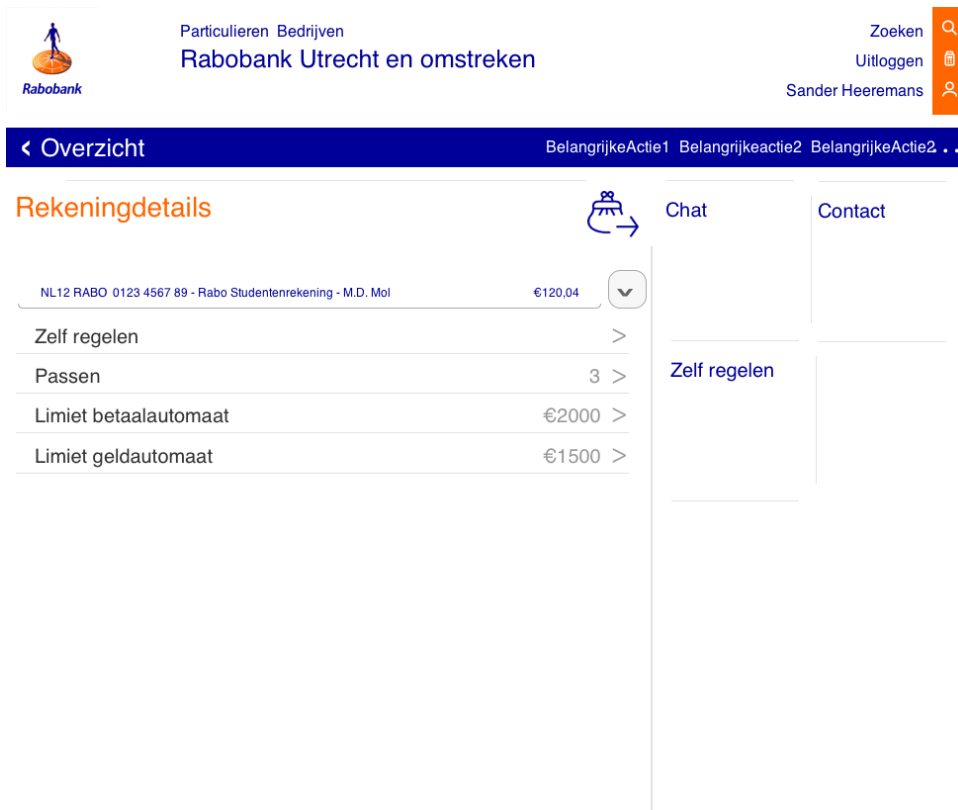 Particulieren Bedrijven
Rabobank Utrecht en omstreken
Zoeken
Uitloggen
Sander Heeremans
Rabobank
< Overzicht
BelangrijkeActie1 Belangrijkeactie2 BelangrijkeActie2...
Rekeningdetails
Chat
Contact
NL12 RABO 0123 4567 89 - Rabo Studentenrekening - M.D. Mol €120,04
Zelf regelen >
Passen 3 >
Limiet betaalautomaat €2000 >
Limiet geldautomaat €1500 >
Zelf regelen